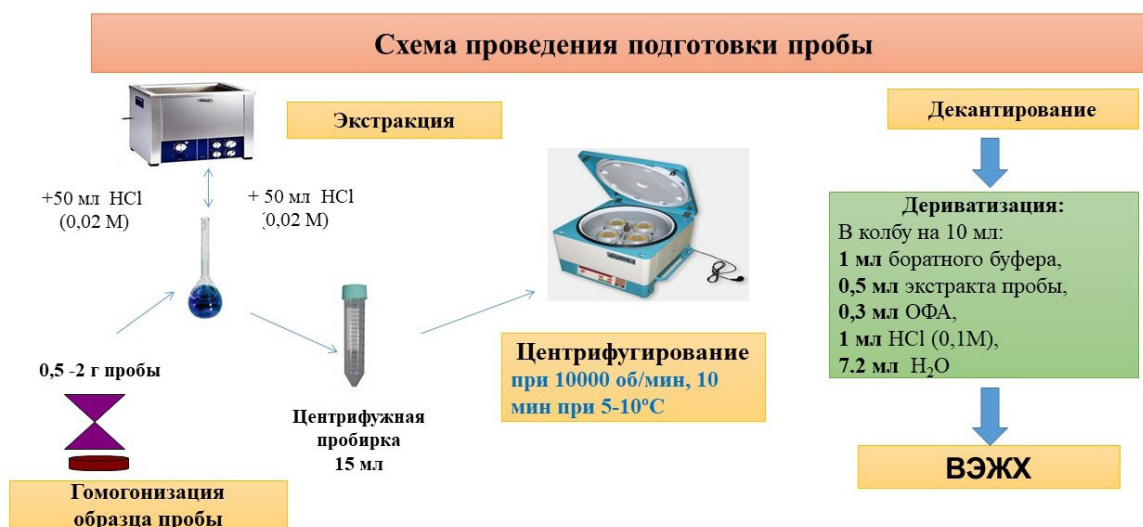 Схема проведения подготовки пробы
Экстракция
+50 мл HCl
(0,02 М)
+ 50 мл HCl
(0,02 М)
0,5 -2 г пробы
Гомогонизация
образца пробы
Центрифужная
пробирка
15 мл
Центрифугирование
при 10000 об/мин, 10
мин при 5-10ºС
Декантирование
Дериватизация:
В колбу на 10 мл:
1 мл боратного буфера,
0,5 мл экстракта пробы,
0,3 мл ОФА,
1 мл HCl (0,1М),
7.2 мл H₂O
ВЭЖХ